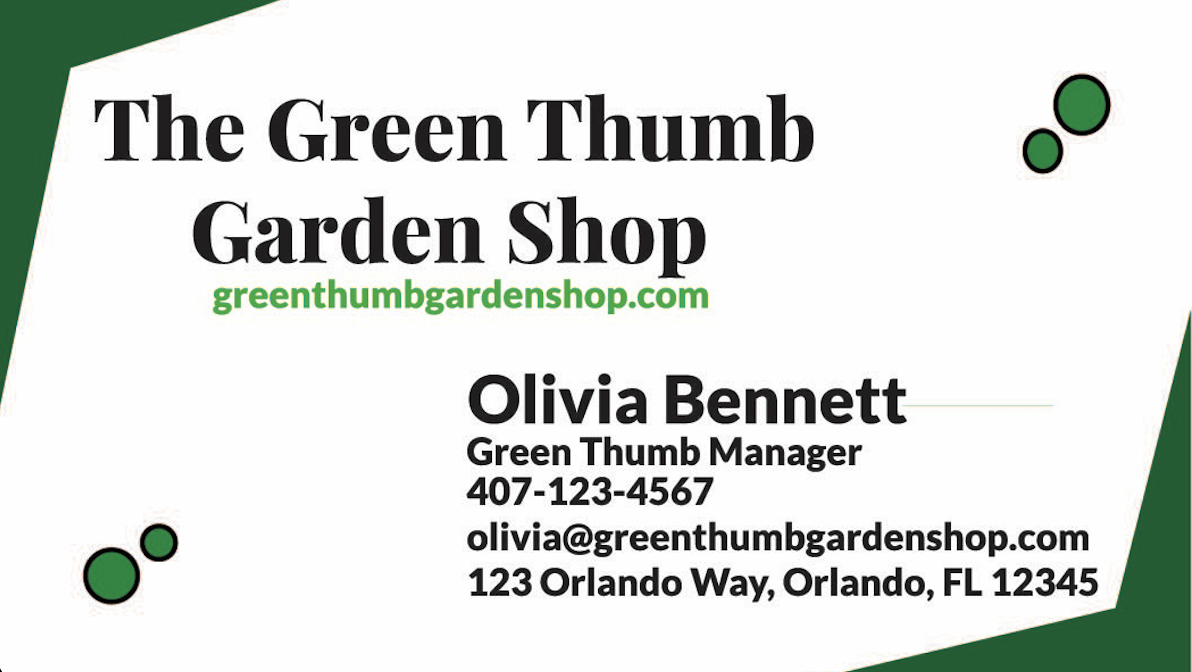 The Green Thumb
Garden Shop
greenthumbgardenshop.com
Olivia Bennett
Green Thumb Manager
407-123-4567
olivia@greenthumbgardenshop.com
123 Orlando Way, Orlando, FL 12345